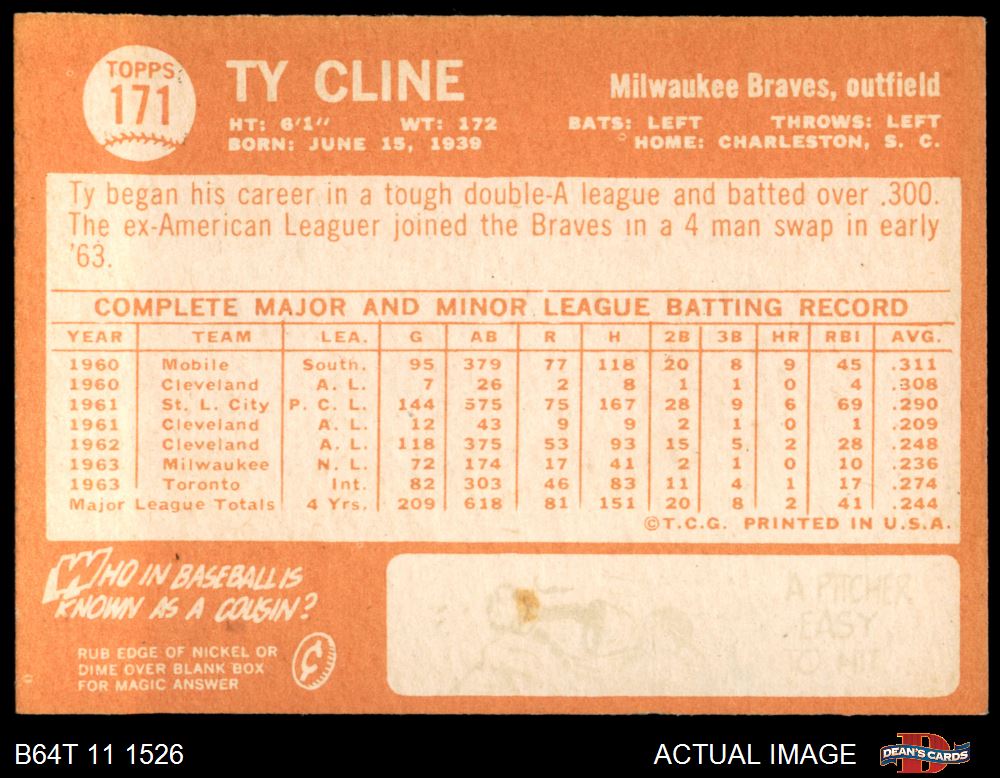 TOPPS
171
TY CLINE
Milwaukee Braves, outfield
HT: 6'1" WT: 172 BATS: LEFT THROWS: LEFT
BORN: JUNE 15, 1939 HOME: CHARLESTON, S. C.
Ty began his career in a tough double-A league and batted over .300.
The ex-American Leaguer joined the Braves in a 4 man swap in early
'63.
COMPLETE MAJOR AND MINOR LEAGUE BATTING RECORD
YEAR TEAM LEA. G AB R H 2B 3B HR RBI AVG.
1960 Mobile South. 95 379 77 118 20 8 9 45 .311
1960 Cleveland A. L. 7 26 2 8 1 1 0 4 .308
1961 St. L. City P. C. L. 144 575 75 167 28 9 6 69 .290
1961 Cleveland A. L. 12 43 9 9 2 1 0 1 .209
1962 Cleveland A. L. 118 375 53 93 15 5 2 28 .248
1963 Milwaukee N. L. 72 174 17 41 2 1 0 10 .236
1963 Toronto Int. 82 303 46 83 11 4 1 17 .274
Major League Totals 4 Yrs. 209 618 81 151 20 8 2 41 .244
©T.C.G. PRINTED IN U.S.A.
WHO IN BASEBALL IS
KNOWN AS A COUSIN?
RUB EDGE OF NICKEL OR
DIME OVER BLANK BOX
FOR MAGIC ANSWER
¢
A PITCHER
EASY
TO HIT
B64T 11 1526
ACTUAL IMAGE
D
DEAN'S CARDS